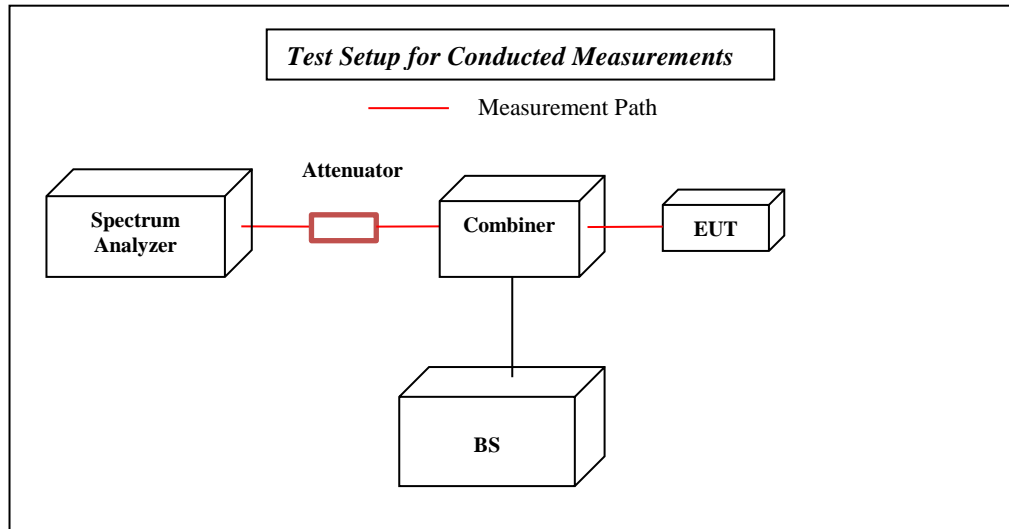 Test Setup for Conducted Measurements
Measurement Path
Attenuator
Spectrum
Analyzer
Combiner
EUT
BS